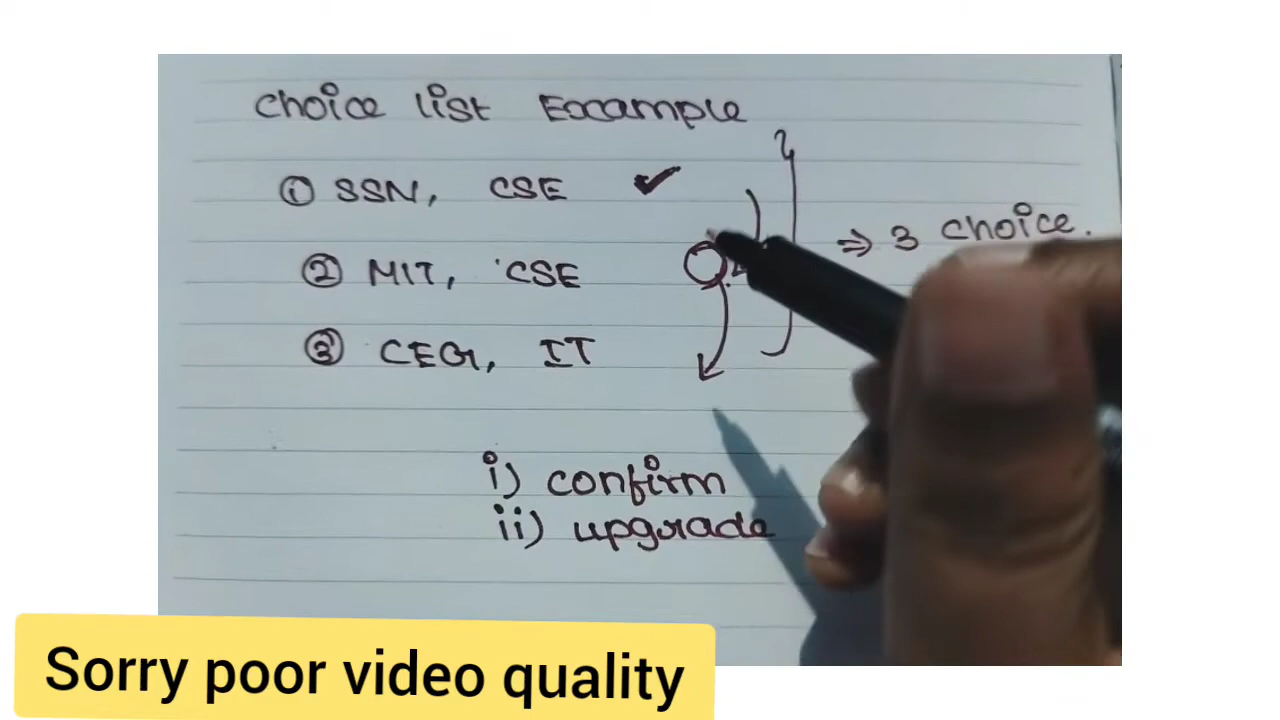 Choice list Example
① SSN, CSE ✔
② MIT, CSE
③ CEG, IT
⇒ 3 choice.
i) confirm
ii) upgrade
Sorry poor video quality